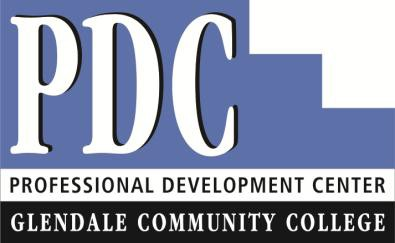 PDC
PROFESSIONAL DEVELOPMENT CENTER
GLENDALE COMMUNITY COLLEGE